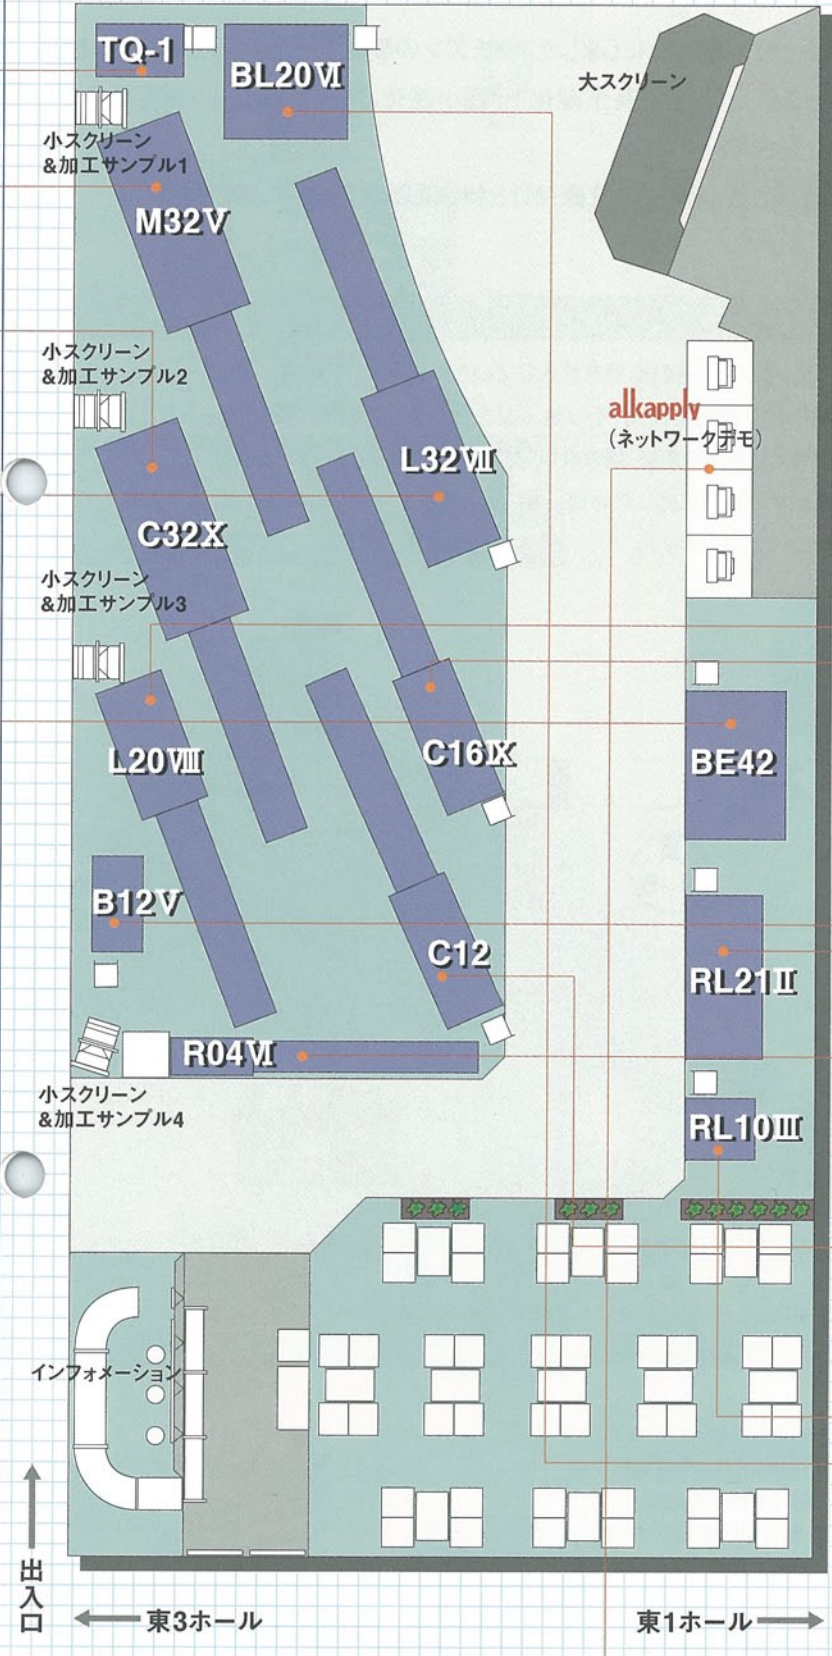 TQ-1
BL20Ⅵ
大スクリーン
小スクリーン
&加工サンプル1
M32Ⅴ
小スクリーン
&加工サンプル2
alkapply
(ネットワークデモ)
L32Ⅶ
C32Ⅹ
小スクリーン
&加工サンプル3
L20Ⅷ
C16Ⅸ
BE42
B12Ⅴ
C12
RL21Ⅱ
R04Ⅵ
小スクリーン
&加工サンプル4
RL10Ⅲ
インフォメーション
出入口
東3ホール
東1ホール